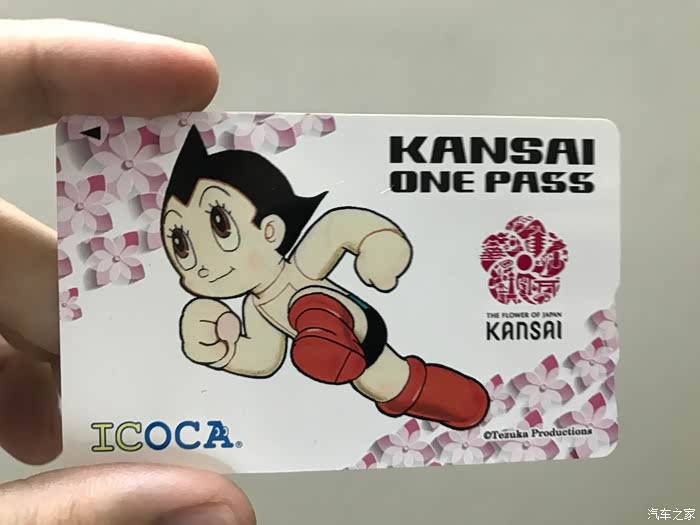 KANSAI
ONE PASS
THE FLOWER OF JAPAN
KANSAI
ICOCA®
©Tezuka Productions
汽车之家